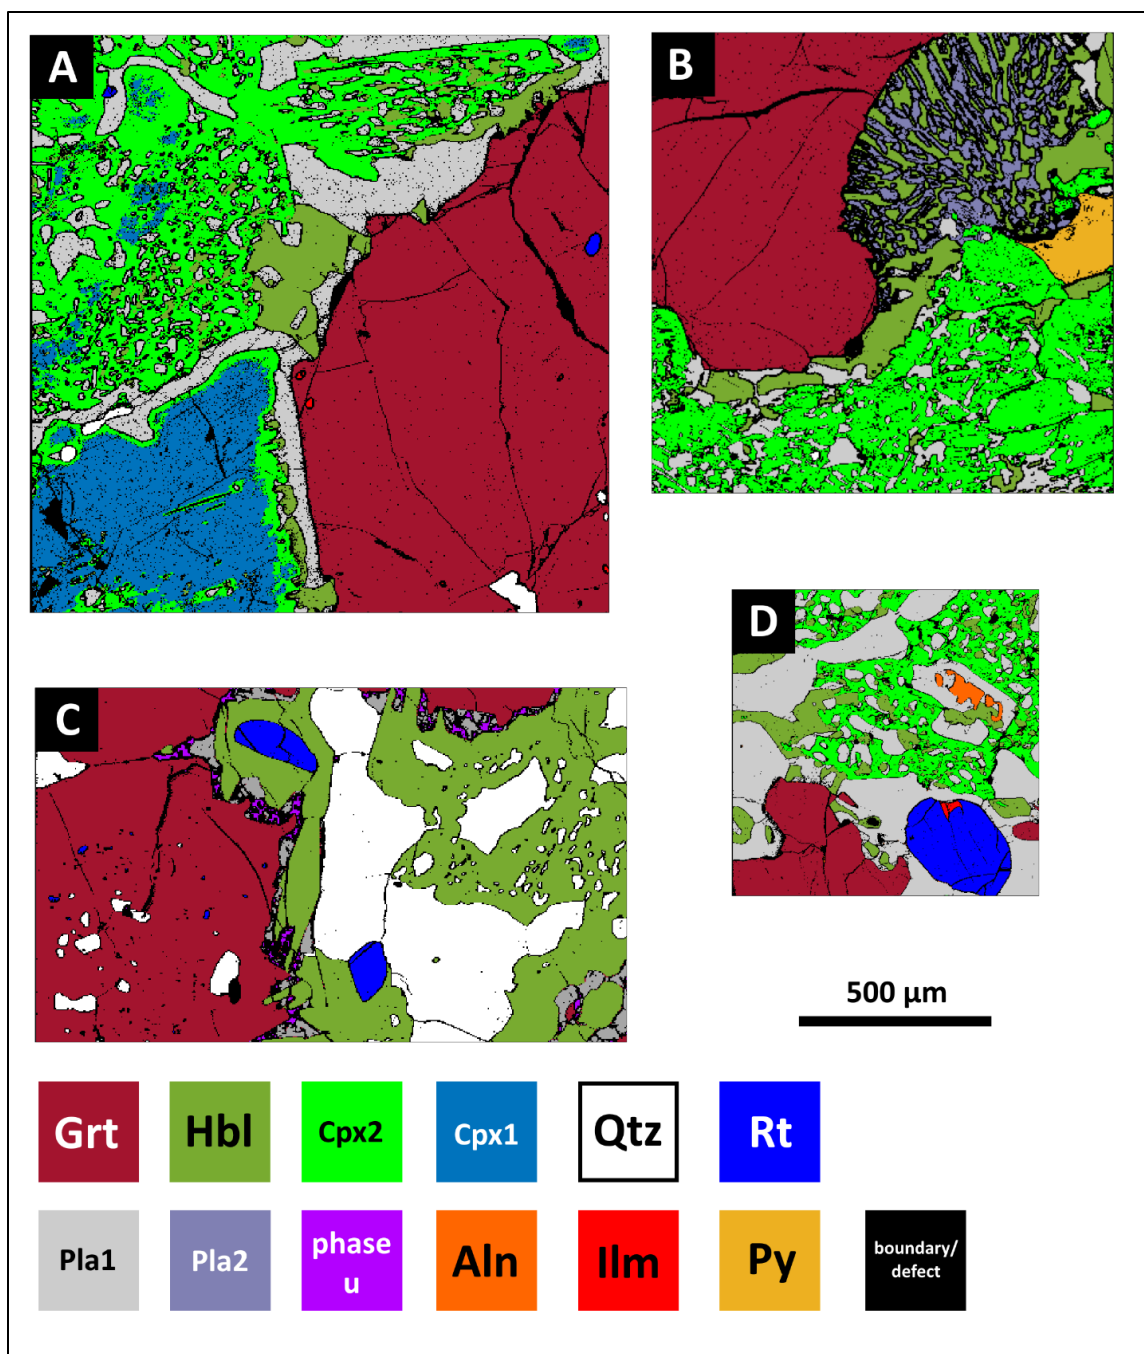 A
B
C
D
500 μm
Grt
Hbl
Cpx2
Cpx1
Qtz
Rt
Pla1
Pla2
phase
u
Aln
Ilm
Py
boundary/
defect